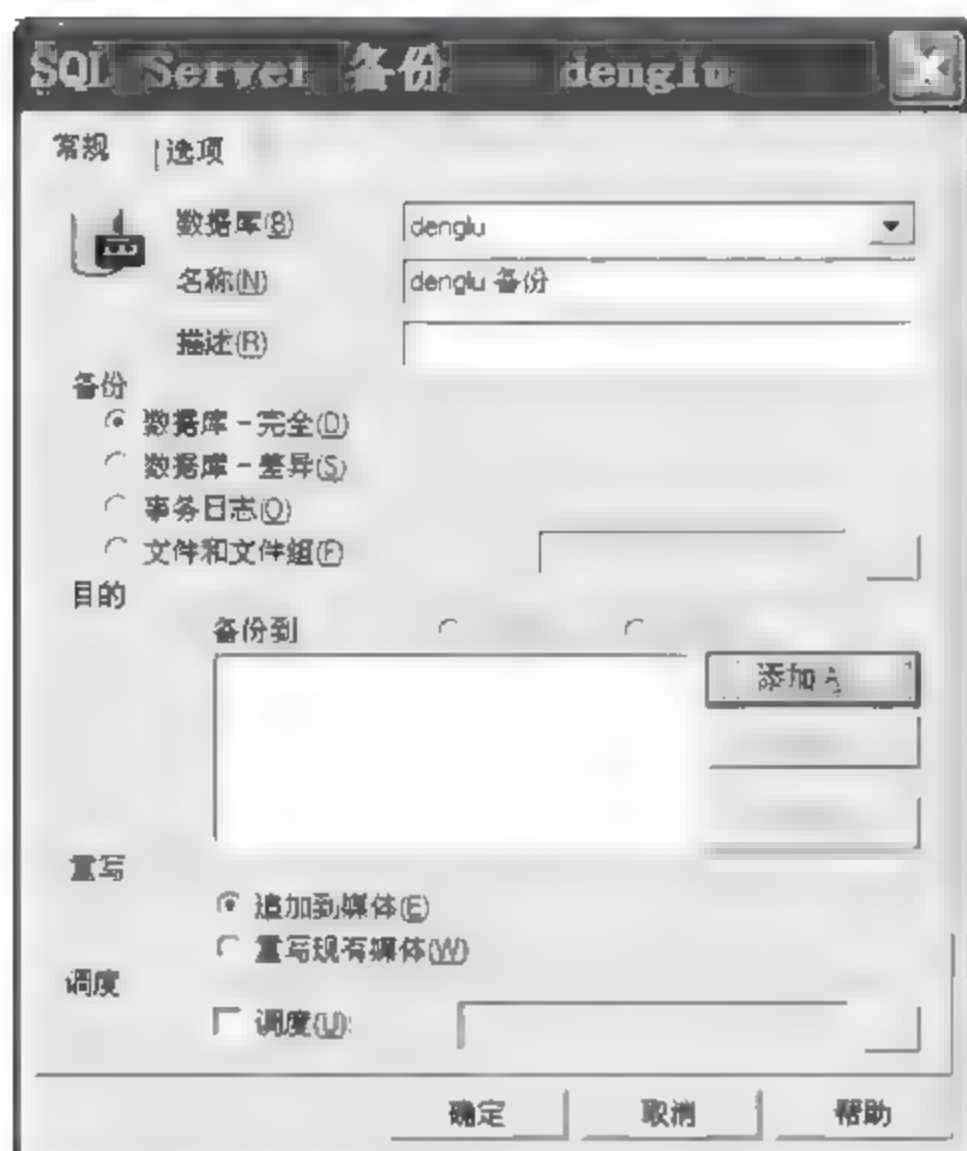 SQL Server 备份 denglu
常规 选项
数据库(B) denglu
名称(N) denglu 备份
描述(R)
备份
数据库 - 完全(D)
数据库 - 差异(S)
事务日志(O)
文件和文件组(F)
目的
备份到
添加 A
重写
追加到媒体(E)
重写现有媒体(W)
调度
调度(U):
确定 取消 帮助